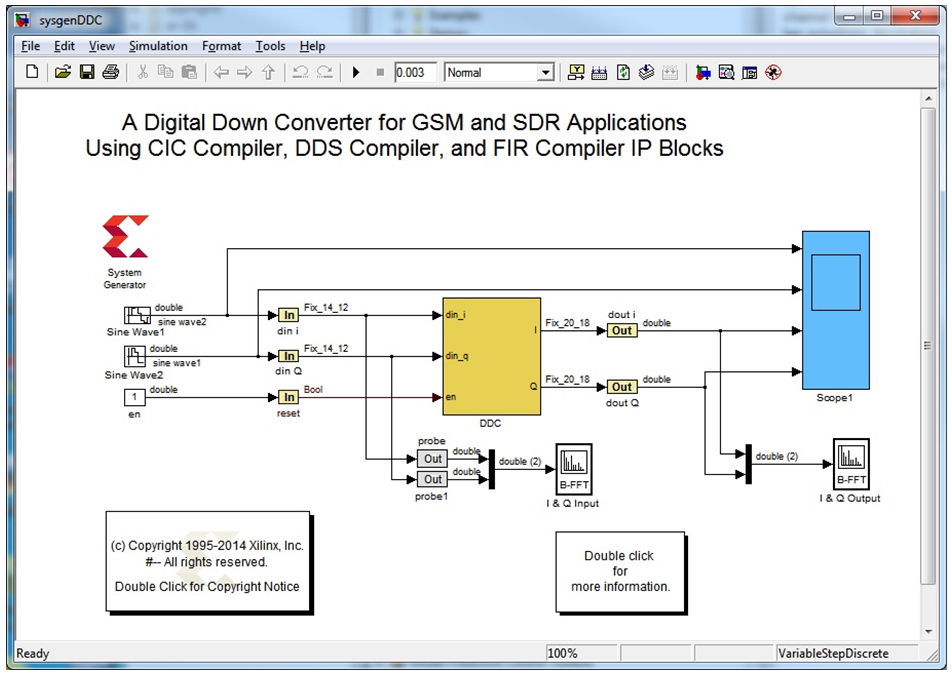 sysgenDDC
File Edit View Simulation Format Tools Help
0.003 Normal
A Digital Down Converter for GSM and SDR Applications
Using CIC Compiler, DDS Compiler, and FIR Compiler IP Blocks
System
Generator
double
sine wave2
Sine Wave1
double
sine wave1
Sine Wave2
1
double
en
In
Fix_14_12
din i
In
Fix_14_12
din Q
In
Bool
reset
din_i
din_q
en
I
Q
DDC
Fix_20_18
dout i
Out
double
Fix_20_18
Out
double
dout Q
Scope1
probe
Out
double
Out
double
probe1
double (2)
B-FFT
I & Q Input
double (2)
B-FFT
I & Q Output
(c) Copyright 1995-2014 Xilinx, Inc.
#-- All rights reserved.
Double Click for Copyright Notice
Double click
for
more information.
Ready 100% VariableStepDiscrete